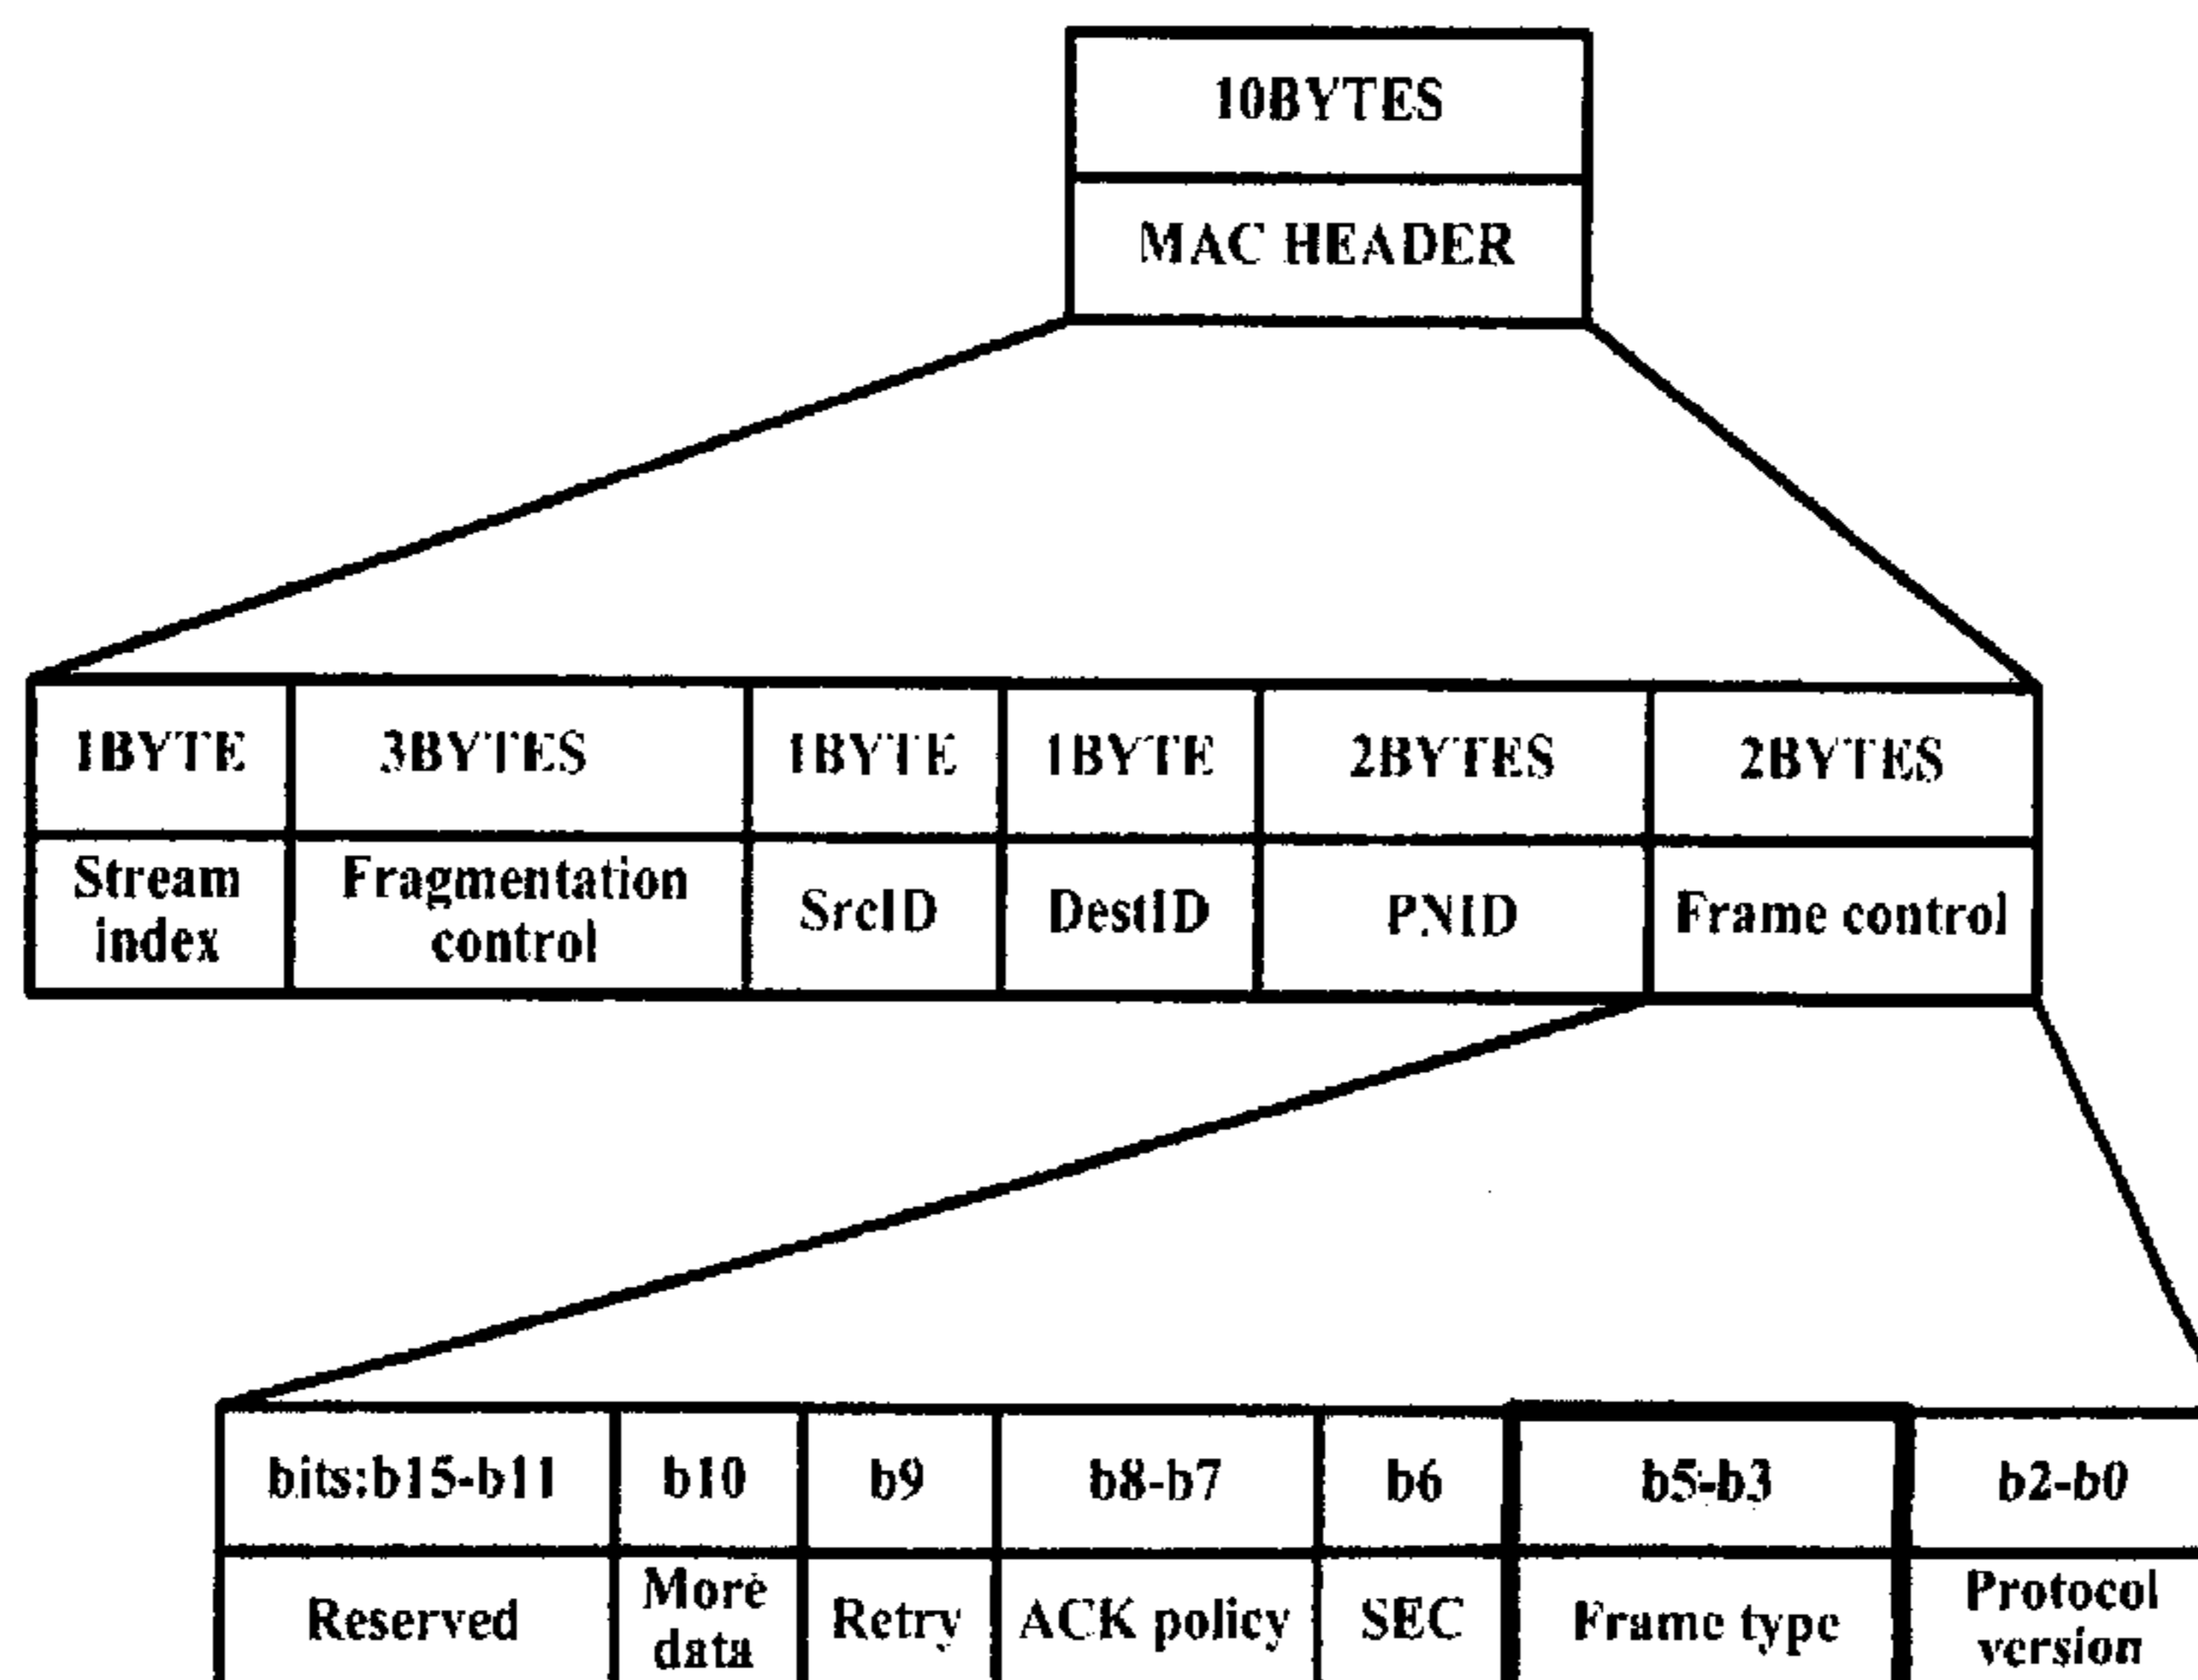 10BYTES
MAC HEADER
1BYTE 3BYTES 1BYTE 1BYTE 2BYTES 2BYTES
Stream index Fragmentation control SrcID DestID PNID Frame control
bits:b15-b11 b10 b9 b8-b7 b6 b5-b3 b2-b0
Reserved More data Retry ACK policy SEC Frame type Protocol version